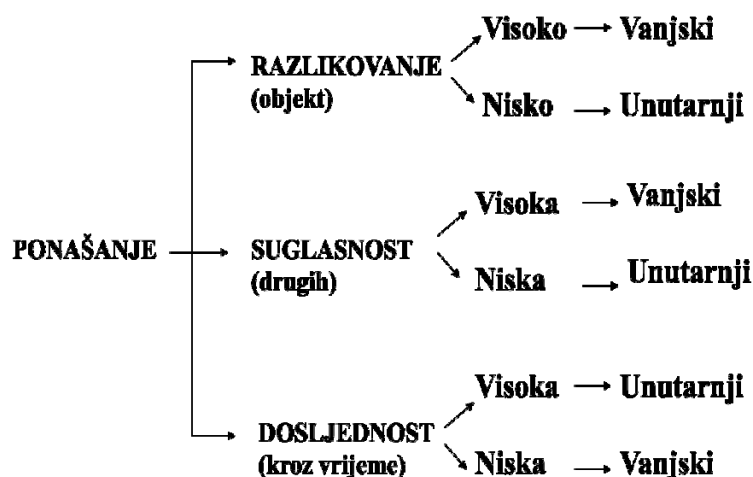 PONAŠANJE
RAZLIKOVANJE
(objekt)
Visoko
Vanjski
Nisko
Unutarnji
SUGLASNOST
(drugih)
Visoka
Vanjski
Niska
Unutarnji
DOSLJEDNOST
(kroz vrijeme)
Visoka
Unutarnji
Niska
Vanjski